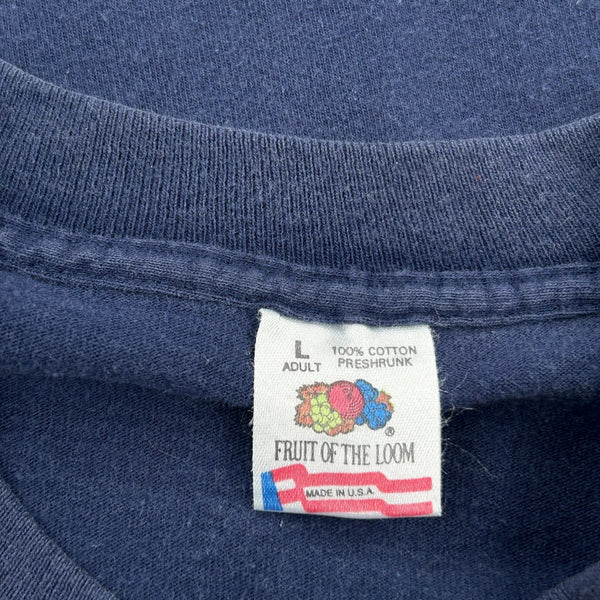 L 100% COTTON
ADULT PRESHRUNK
®
FRUIT OF THE LOOM
MADE IN U.S.A.